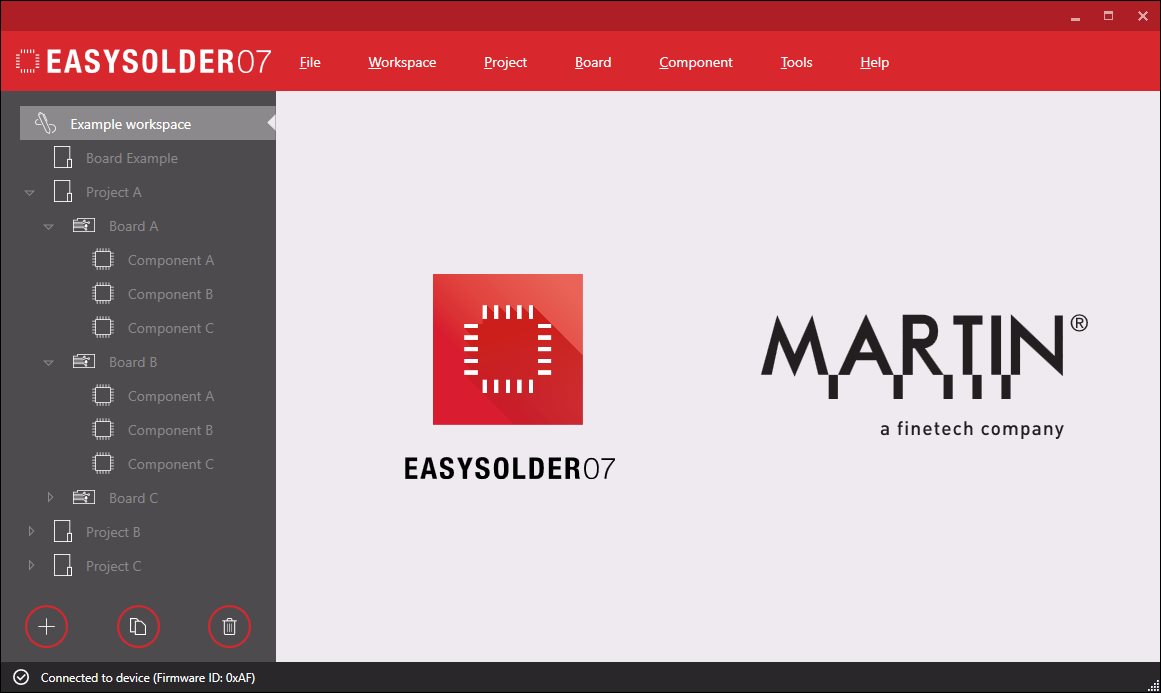 EASYSOLDER07
File Workspace Project Board Component Tools Help
Example workspace
Board Example
Project A
Board A
Component A
Component B
Component C
Board B
Component A
Component B
Component C
Board C
Project B
Project C
EASYSOLDER07
MARTIN®
a finetech company
Connected to device (Firmware ID: 0xAF)